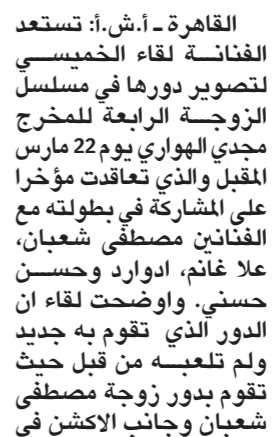 القاهرة ـ أ.ش.أ: تستعد
الفنانة لقاء الخميسي
لتصوير دورها في مسلسل
الزوجة الرابعة للمخرج
مجدي الهواري يوم 22 مارس
المقبل والذي تعاقدت مؤخرا
على المشاركة في بطولته مع
الفنانين مصطفى شعبان،
علا غانم، ادوارد وحسن
حسني. واوضحت لقاء ان
الدور الذي تقوم به جديد
ولم تلعبه من قبل حيث
تقوم بدور زوجة مصطفى
شعبان وجانب الاكشن في